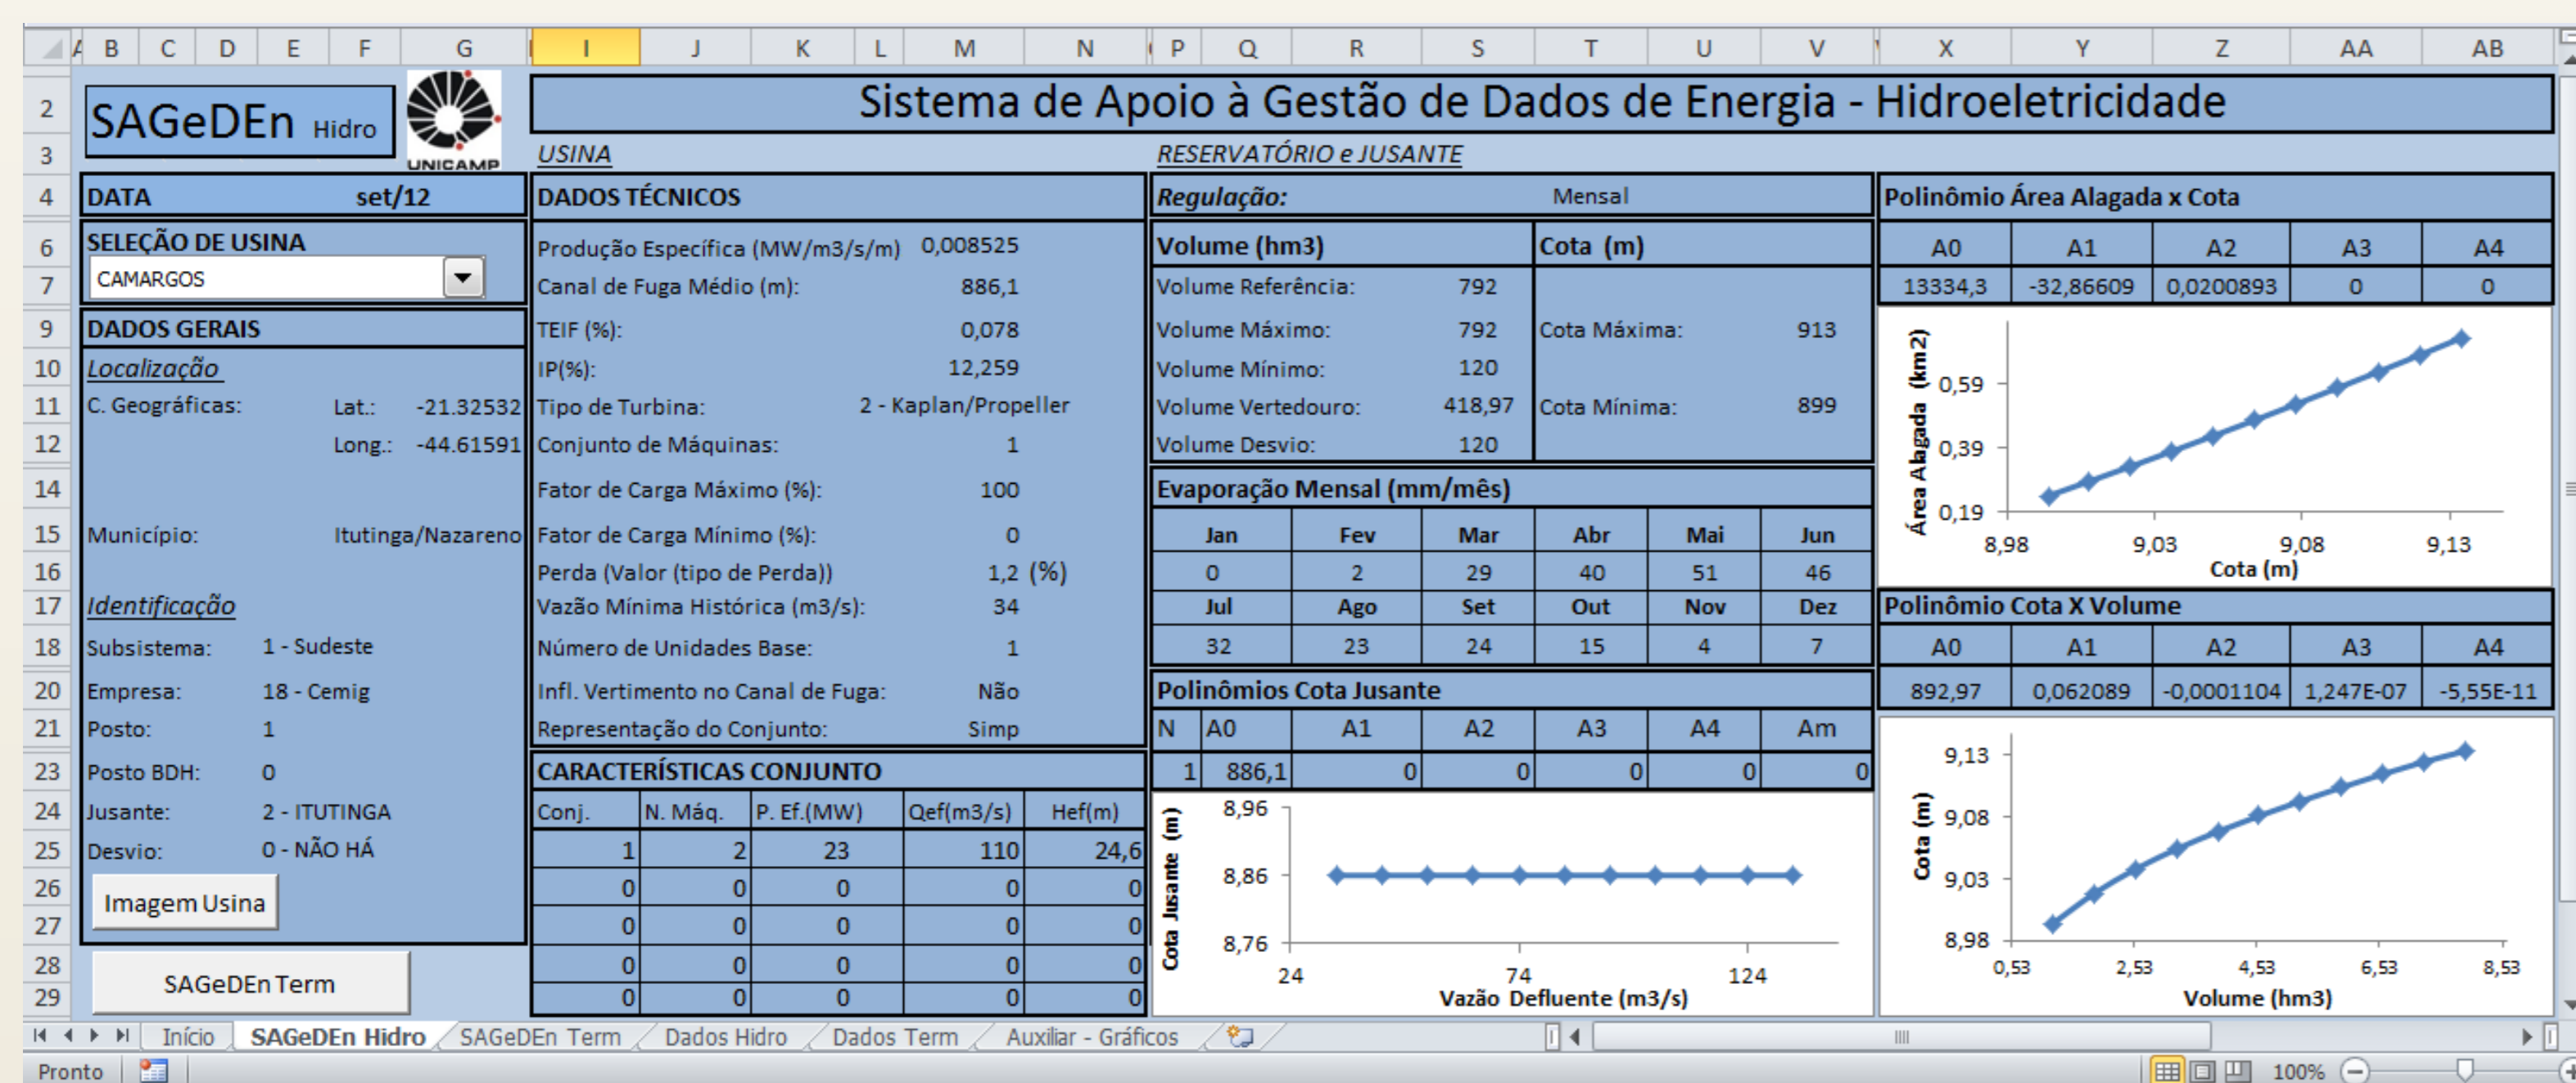 A B C D E F G I J K L M N P Q R S T U V X Y Z AA AB
2 SAGeDEn Hidro UNICAMP Sistema de Apoio à Gestão de Dados de Energia - Hidroeletricidade
3 USINA RESERVATÓRIO e JUSANTE
4 DATA set/12 DADOS TÉCNICOS Regulação: Mensal Polinômio Área Alagada x Cota
6 SELEÇÃO DE USINA Produção Específica (MW/m3/s/m) 0,008525 Volume (hm3) Cota (m) A0 A1 A2 A3 A4
7 CAMARGOS Canal de Fuga Médio (m): 886,1 Volume Referência: 792 13334,3 -32,86609 0,0200893 0 0
9 DADOS GERAIS TEIF (%): 0,078 Volume Máximo: 792 Cota Máxima: 913
10 Localização IP(%): 12,259 Volume Mínimo: 120
11 C. Geográficas: Lat.: -21.32532 Tipo de Turbina: 2 - Kaplan/Propeller Volume Vertedouro: 418,97 Cota Mínima: 899
12 Long.: -44.61591 Conjunto de Máquinas: 1 Volume Desvio: 120
14 Fator de Carga Máximo (%): 100 Evaporação Mensal (mm/mês)
15 Município: Itutinga/Nazareno Fator de Carga Mínimo (%): 0 Jan Fev Mar Abr Mai Jun
16 Perda (Valor (tipo de Perda)) 1,2 (%) 0 2 29 40 51 46
Área Alagada (km2)
0,59
0,39
0,19
8,98 9,03 9,08 9,13
Cota (m)
17 Identificação Vazão Mínima Histórica (m3/s): 34 Jul Ago Set Out Nov Dez Polinômio Cota X Volume
18 Subsistema: 1 - Sudeste Número de Unidades Base: 1 32 23 24 15 4 7 A0 A1 A2 A3 A4
20 Empresa: 18 - Cemig Infl. Vertimento no Canal de Fuga: Não Polinômios Cota Jusante 892,97 0,062089 -0,0001104 1,247E-07 -5,55E-11
21 Posto: 1 Representação do Conjunto: Simp N A0 A1 A2 A3 A4 Am
23 Posto BDH: 0 CARACTERÍSTICAS CONJUNTO 1 886,1 0 0 0 0 0
24 Jusante: 2 - ITUTINGA Conj. N. Máq. P. Ef.(MW) Qef(m3/s) Hef(m)
25 Desvio: 0 - NÃO HÁ 1 2 23 110 24,6
26 Imagem Usina 0 0 0 0 0
27 0 0 0 0 0
28 SAGeDEn Term 0 0 0 0 0
29 0 0 0 0 0
Cota Jusante (m)
8,96
8,86
8,76
24 74 124
Vazão Defluente (m3/s)
Cota (m)
9,13
9,08
9,03
8,98
0,53 2,53 4,53 6,53 8,53
Volume (hm3)
Início SAGeDEn Hidro SAGeDEn Term Dados Hidro Dados Term Auxiliar - Gráficos
Pronto 100%